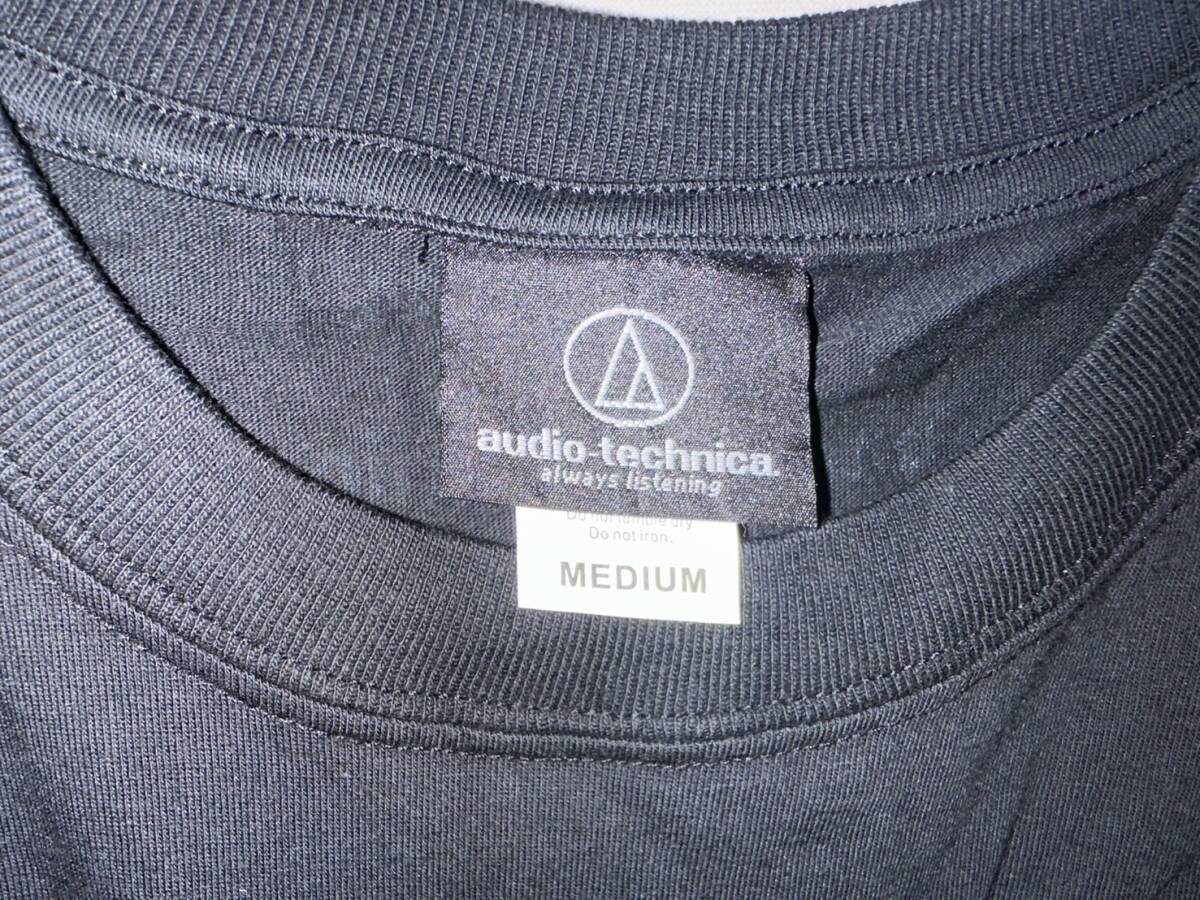 audio-technica
always listening
Do not tumble dry
Do not iron.
MEDIUM